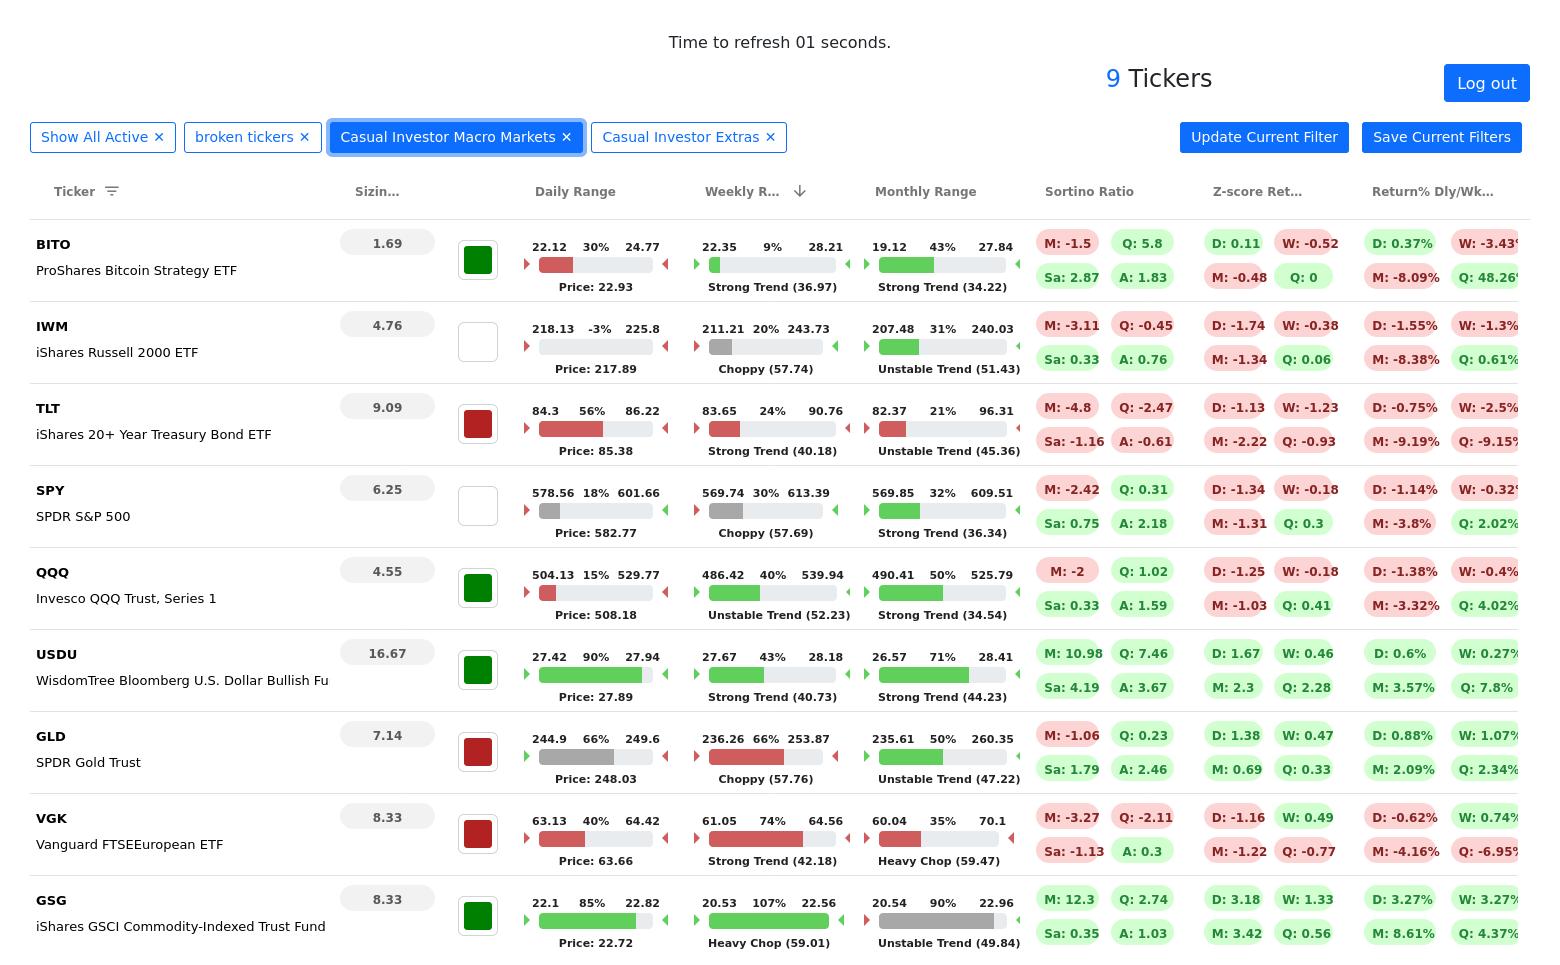 Time to refresh 01 seconds.
9 Tickers
Log out
Show All Active ✕ broken tickers ✕ Casual Investor Macro Markets ✕ Casual Investor Extras ✕ Update Current Filter Save Current Filters
Ticker Sizin... Daily Range Weekly R... Monthly Range Sortino Ratio Z-score Ret... Return% Dly/Wk...
BITO 1.69 22.12 30% 24.77 22.35 9% 28.21 19.12 43% 27.84 M: -1.5 Q: 5.8 D: 0.11 W: -0.52 D: 0.37% W: -3.43%
ProShares Bitcoin Strategy ETF Price: 22.93 Strong Trend (36.97) Strong Trend (34.22) Sa: 2.87 A: 1.83 M: -0.48 Q: 0 M: -8.09% Q: 48.26%
IWM 4.76 218.13 -3% 225.8 211.21 20% 243.73 207.48 31% 240.03 M: -3.11 Q: -0.45 D: -1.74 W: -0.38 D: -1.55% W: -1.3%
iShares Russell 2000 ETF Price: 217.89 Choppy (57.74) Unstable Trend (51.43) Sa: 0.33 A: 0.76 M: -1.34 Q: 0.06 M: -8.38% Q: 0.61%
TLT 9.09 84.3 56% 86.22 83.65 24% 90.76 82.37 21% 96.31 M: -4.8 Q: -2.47 D: -1.13 W: -1.23 D: -0.75% W: -2.5%
iShares 20+ Year Treasury Bond ETF Price: 85.38 Strong Trend (40.18) Unstable Trend (45.36) Sa: -1.16 A: -0.61 M: -2.22 Q: -0.93 M: -9.19% Q: -9.15%
SPY 6.25 578.56 18% 601.66 569.74 30% 613.39 569.85 32% 609.51 M: -2.42 Q: 0.31 D: -1.34 W: -0.18 D: -1.14% W: -0.32%
SPDR S&P 500 Price: 582.77 Choppy (57.69) Strong Trend (36.34) Sa: 0.75 A: 2.18 M: -1.31 Q: 0.3 M: -3.8% Q: 2.02%
QQQ 4.55 504.13 15% 529.77 486.42 40% 539.94 490.41 50% 525.79 M: -2 Q: 1.02 D: -1.25 W: -0.18 D: -1.38% W: -0.4%
Invesco QQQ Trust, Series 1 Price: 508.18 Unstable Trend (52.23) Strong Trend (34.54) Sa: 0.33 A: 1.59 M: -1.03 Q: 0.41 M: -3.32% Q: 4.02%
USDU 16.67 27.42 90% 27.94 27.67 43% 28.18 26.57 71% 28.41 M: 10.98 Q: 7.46 D: 1.67 W: 0.46 D: 0.6% W: 0.27%
WisdomTree Bloomberg U.S. Dollar Bullish Fu Price: 27.89 Strong Trend (40.73) Strong Trend (44.23) Sa: 4.19 A: 3.67 M: 2.3 Q: 2.28 M: 3.57% Q: 7.8%
GLD 7.14 244.9 66% 249.6 236.26 66% 253.87 235.61 50% 260.35 M: -1.06 Q: 0.23 D: 1.38 W: 0.47 D: 0.88% W: 1.07%
SPDR Gold Trust Price: 248.03 Choppy (57.76) Unstable Trend (47.22) Sa: 1.79 A: 2.46 M: 0.69 Q: 0.33 M: 2.09% Q: 2.34%
VGK 8.33 63.13 40% 64.42 61.05 74% 64.56 60.04 35% 70.1 M: -3.27 Q: -2.11 D: -1.16 W: 0.49 D: -0.62% W: 0.74%
Vanguard FTSEEuropean ETF Price: 63.66 Strong Trend (42.18) Heavy Chop (59.47) Sa: -1.13 A: 0.3 M: -1.22 Q: -0.77 M: -4.16% Q: -6.95%
GSG 8.33 22.1 85% 22.82 20.53 107% 22.56 20.54 90% 22.96 M: 12.3 Q: 2.74 D: 3.18 W: 1.33 D: 3.27% W: 3.27%
iShares GSCI Commodity-Indexed Trust Fund Price: 22.72 Heavy Chop (59.01) Unstable Trend (49.84) Sa: 0.35 A: 1.03 M: 3.42 Q: 0.56 M: 8.61% Q: 4.37%